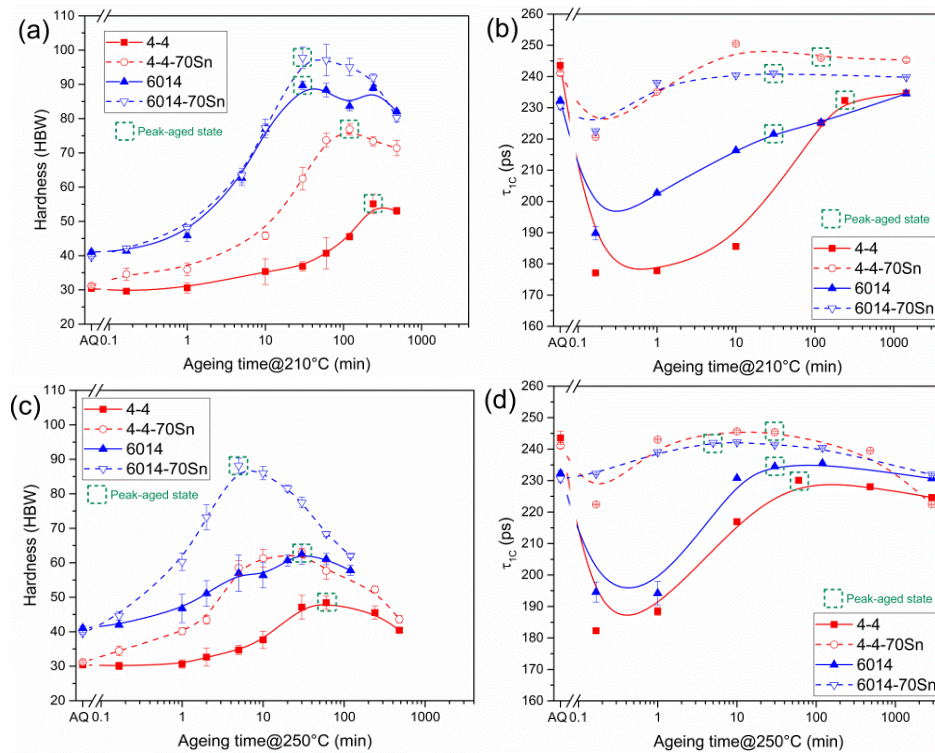 (a)
110
100
90
80
70
60
50
40
30
20
Hardness (HBW)
4-4
4-4-70Sn
6014
6014-70Sn
Peak-aged state
AQ 0.1 1 10 100 1000
Ageing time@210°C (min)
(b)
260
250
240
230
220
210
200
190
180
170
160
τ1C (ps)
Peak-aged state
4-4
4-4-70Sn
6014
6014-70Sn
AQ 0.1 1 10 100 1000
Ageing time@210°C (min)
(c)
110
100
90
80
70
60
50
40
30
20
Hardness (HBW)
4-4
4-4-70Sn
6014
6014-70Sn
Peak-aged state
AQ 0.1 1 10 100 1000
Ageing time@250°C (min)
(d)
260
250
240
230
220
210
200
190
180
170
160
τ1C (ps)
Peak-aged state
4-4
4-4-70Sn
6014
6014-70Sn
AQ 0.1 1 10 100 1000
Ageing time@250°C (min)